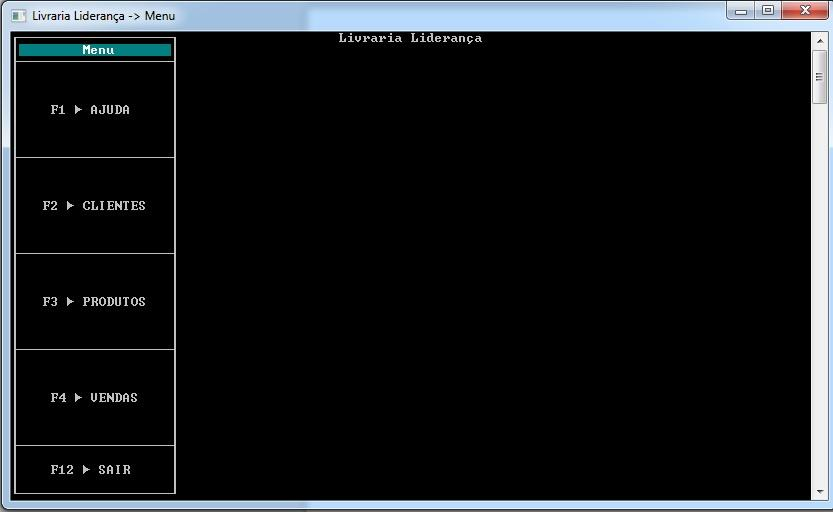 Livraria Liderança -> Menu
Livraria Liderança
Menu
F1 ► AJUDA
F2 ► CLIENTES
F3 ► PRODUTOS
F4 ► VENDAS
F12 ► SAIR